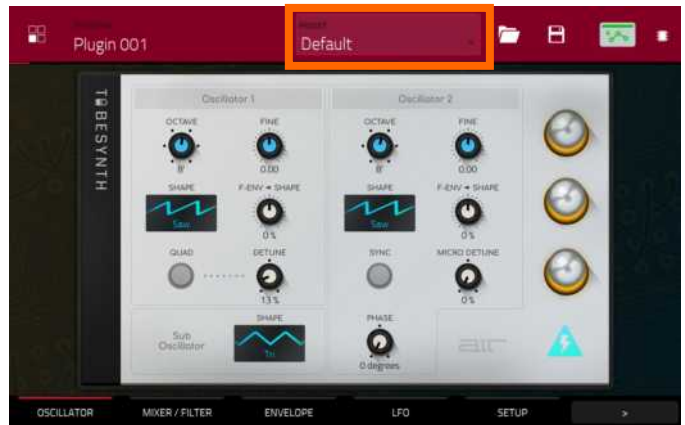 Preset
Plugin 001
Default
TUBESYNTH
Oscillator 1
Oscillator 2
OCTAVE
FINE
OCTAVE
FINE
8'
0.00
8'
0.00
SHAPE
F-ENV → SHAPE
SHAPE
F-ENV → SHAPE
Saw
0 %
Saw
0 %
QUAD
DETUNE
SYNC
MICRO DETUNE
13 %
0 %
Sub
Oscillator
SHAPE
Tri
PHASE
0 degrees
air
OSCILLATOR
MIXER / FILTER
ENVELOPE
LFO
SETUP
>